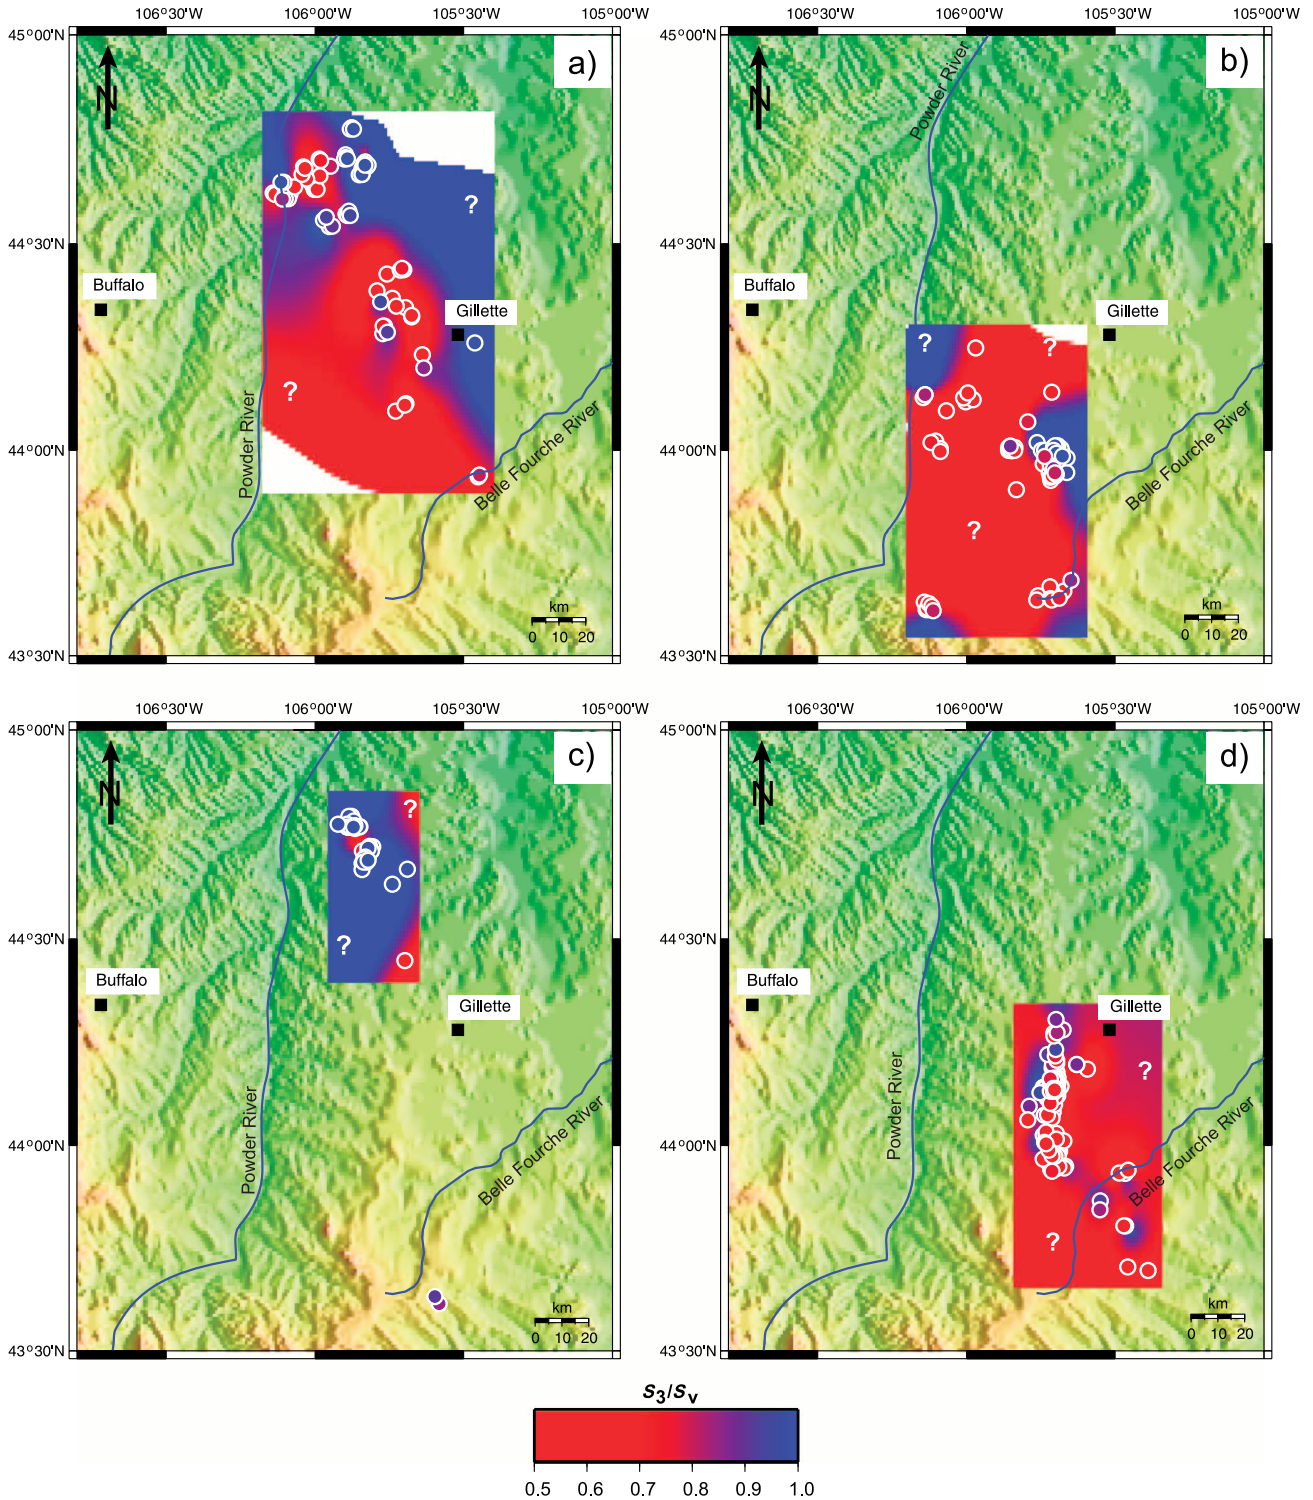 106°30'W 106°00'W 105°30'W 105°00'W
106°30'W 106°00'W 105°30'W 105°00'W
45°00'N
44°30'N
44°00'N
43°30'N
N
a)
?
Buffalo
Gillette
?
Powder River
Belle Fourche River
km
0 10 20
N
b)
Powder River
Buffalo
Gillette
?
?
?
Belle Fourche River
km
0 10 20
45°00'N
44°30'N
44°00'N
43°30'N
106°30'W 106°00'W 105°30'W 105°00'W
106°30'W 106°00'W 105°30'W 105°00'W
45°00'N
44°30'N
44°00'N
43°30'N
N
c)
?
?
Buffalo
Gillette
Powder River
Belle Fourche River
km
0 10 20
N
d)
Buffalo
Gillette
?
Powder River
Belle Fourche River
?
km
0 10 20
45°00'N
44°30'N
44°00'N
43°30'N
S3/Sv
0.5 0.6 0.7 0.8 0.9 1.0